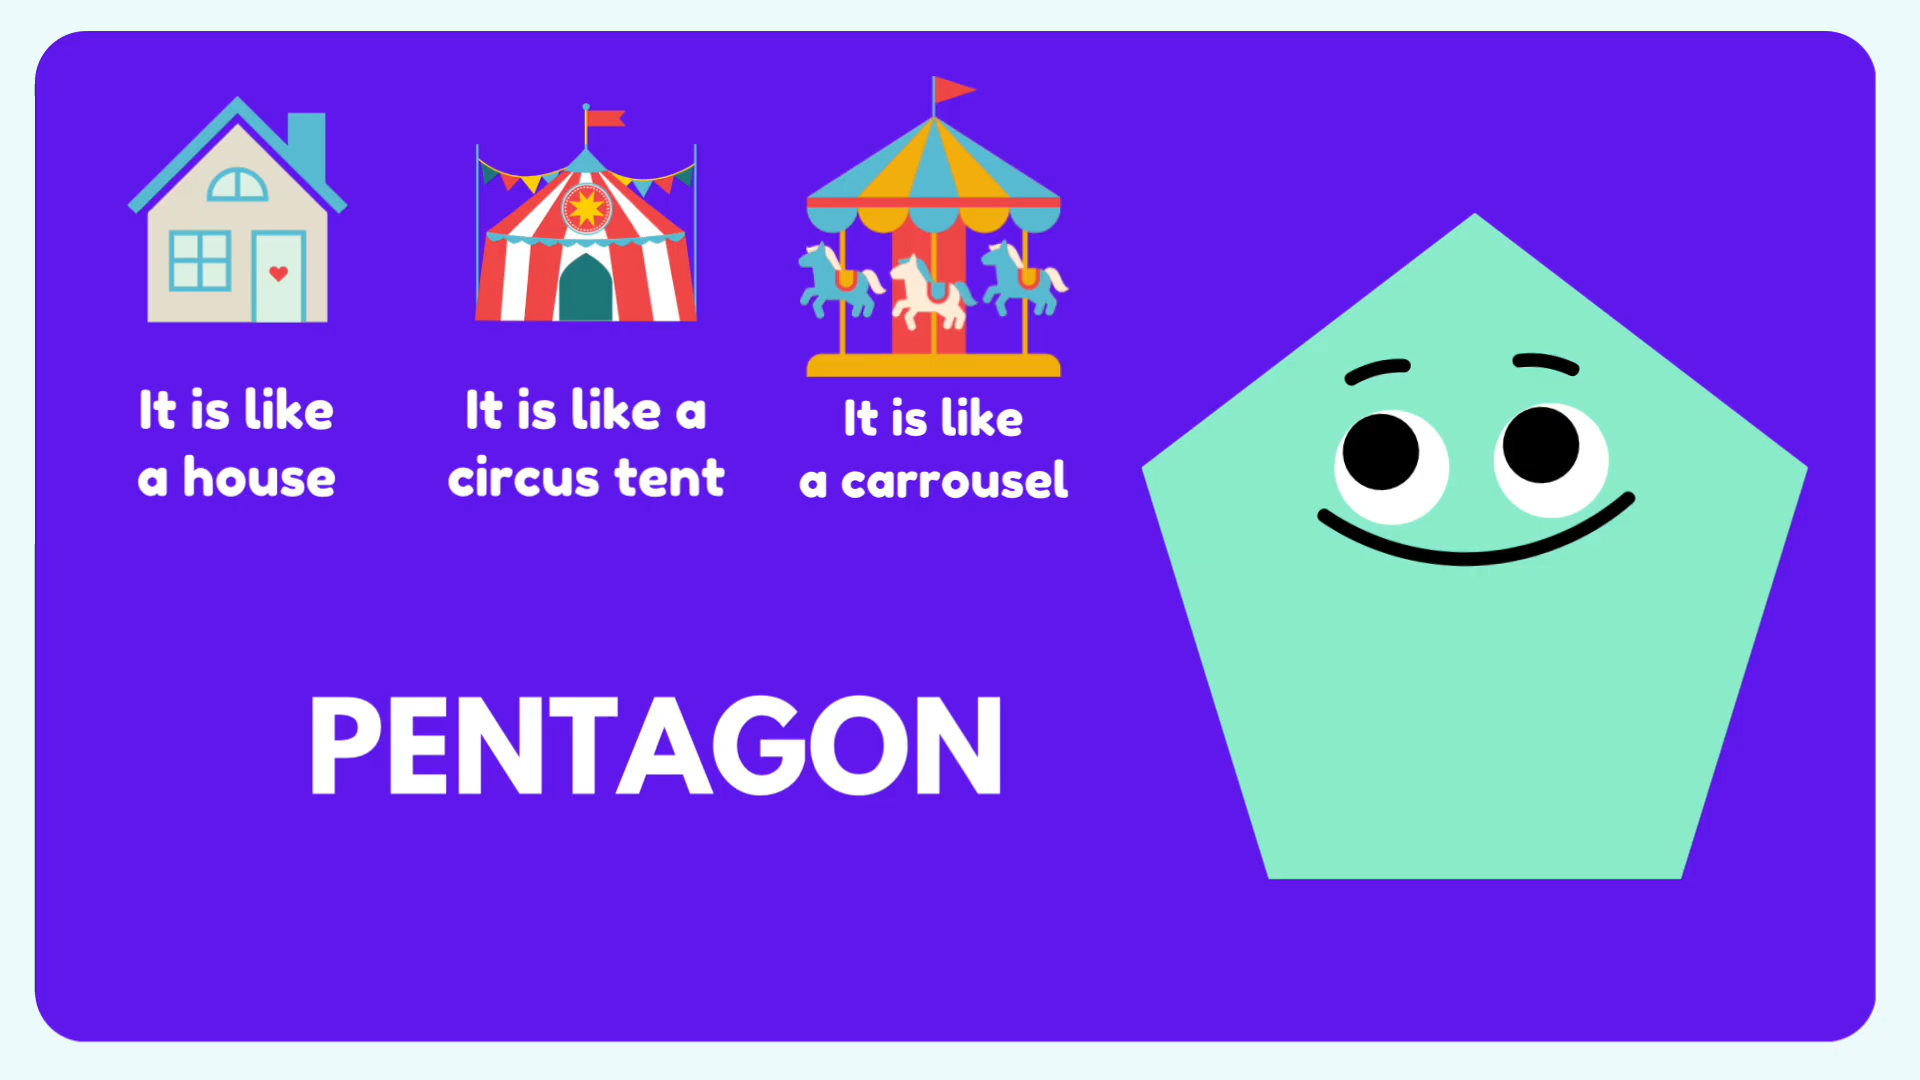 It is like
a house
It is like a
circus tent
It is like
a carrousel
PENTAGON